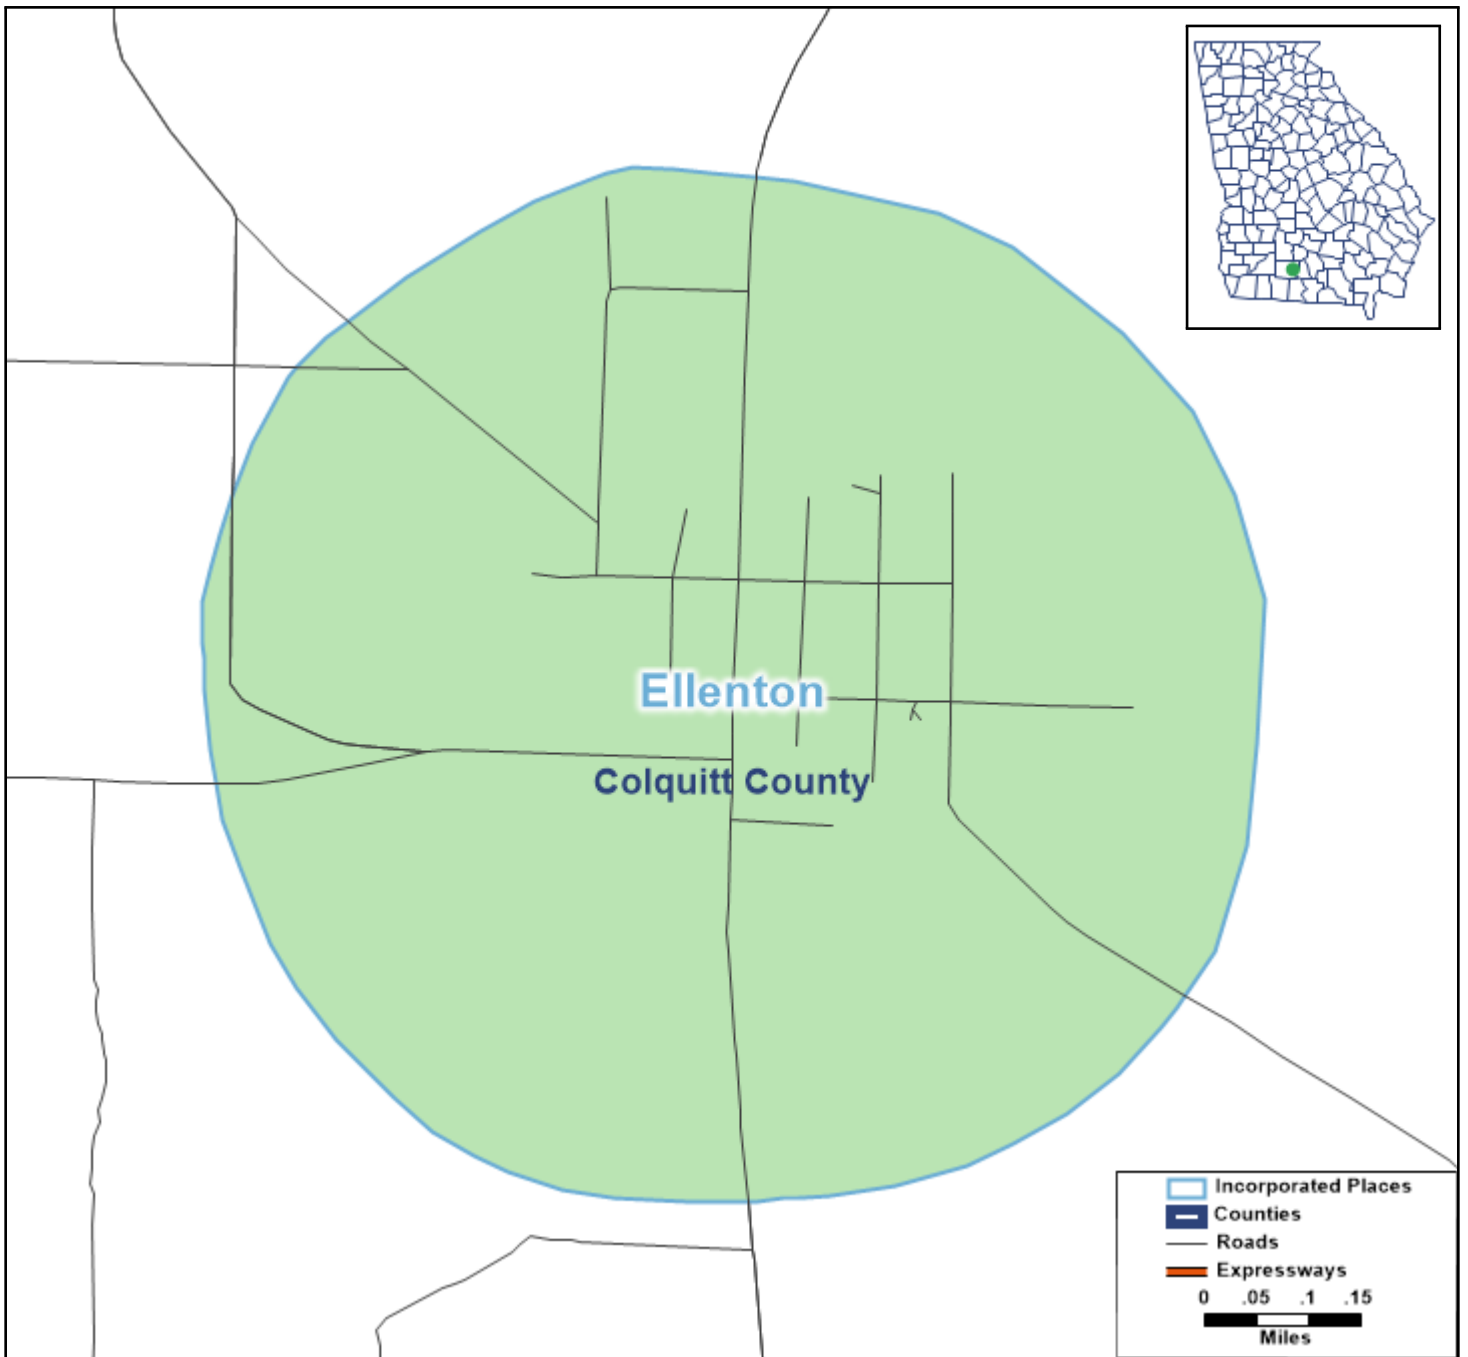 Ellenton
Colquitt County
Incorporated Places
Counties
Roads
Expressways
0 .05 .1 .15
Miles